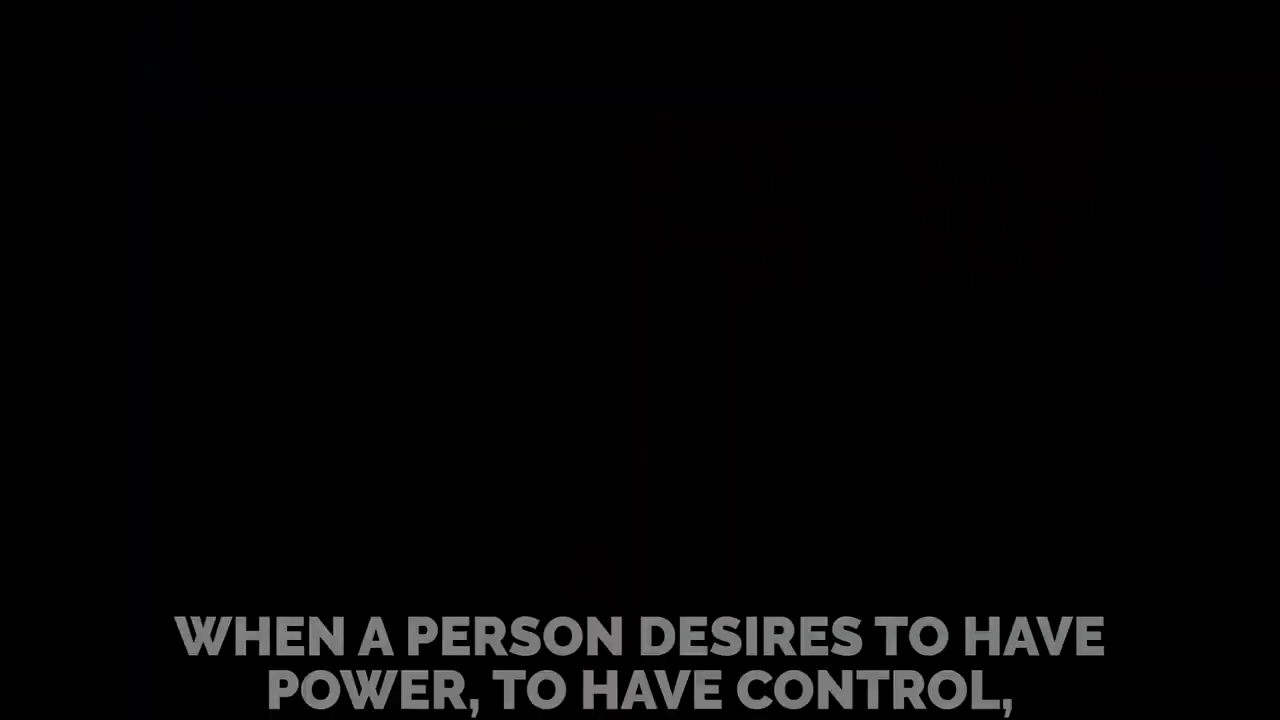 WHEN A PERSON DESIRES TO HAVE
POWER, TO HAVE CONTROL,